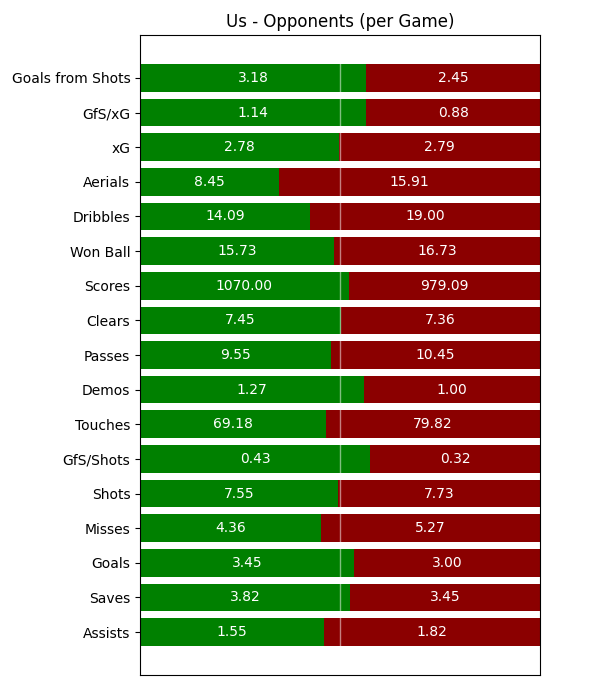 Us - Opponents (per Game)
Goals from Shots 3.18 2.45
GfS/xG 1.14 0.88
xG 2.78 2.79
Aerials 8.45 15.91
Dribbles 14.09 19.00
Won Ball 15.73 16.73
Scores 1070.00 979.09
Clears 7.45 7.36
Passes 9.55 10.45
Demos 1.27 1.00
Touches 69.18 79.82
GfS/Shots 0.43 0.32
Shots 7.55 7.73
Misses 4.36 5.27
Goals 3.45 3.00
Saves 3.82 3.45
Assists 1.55 1.82